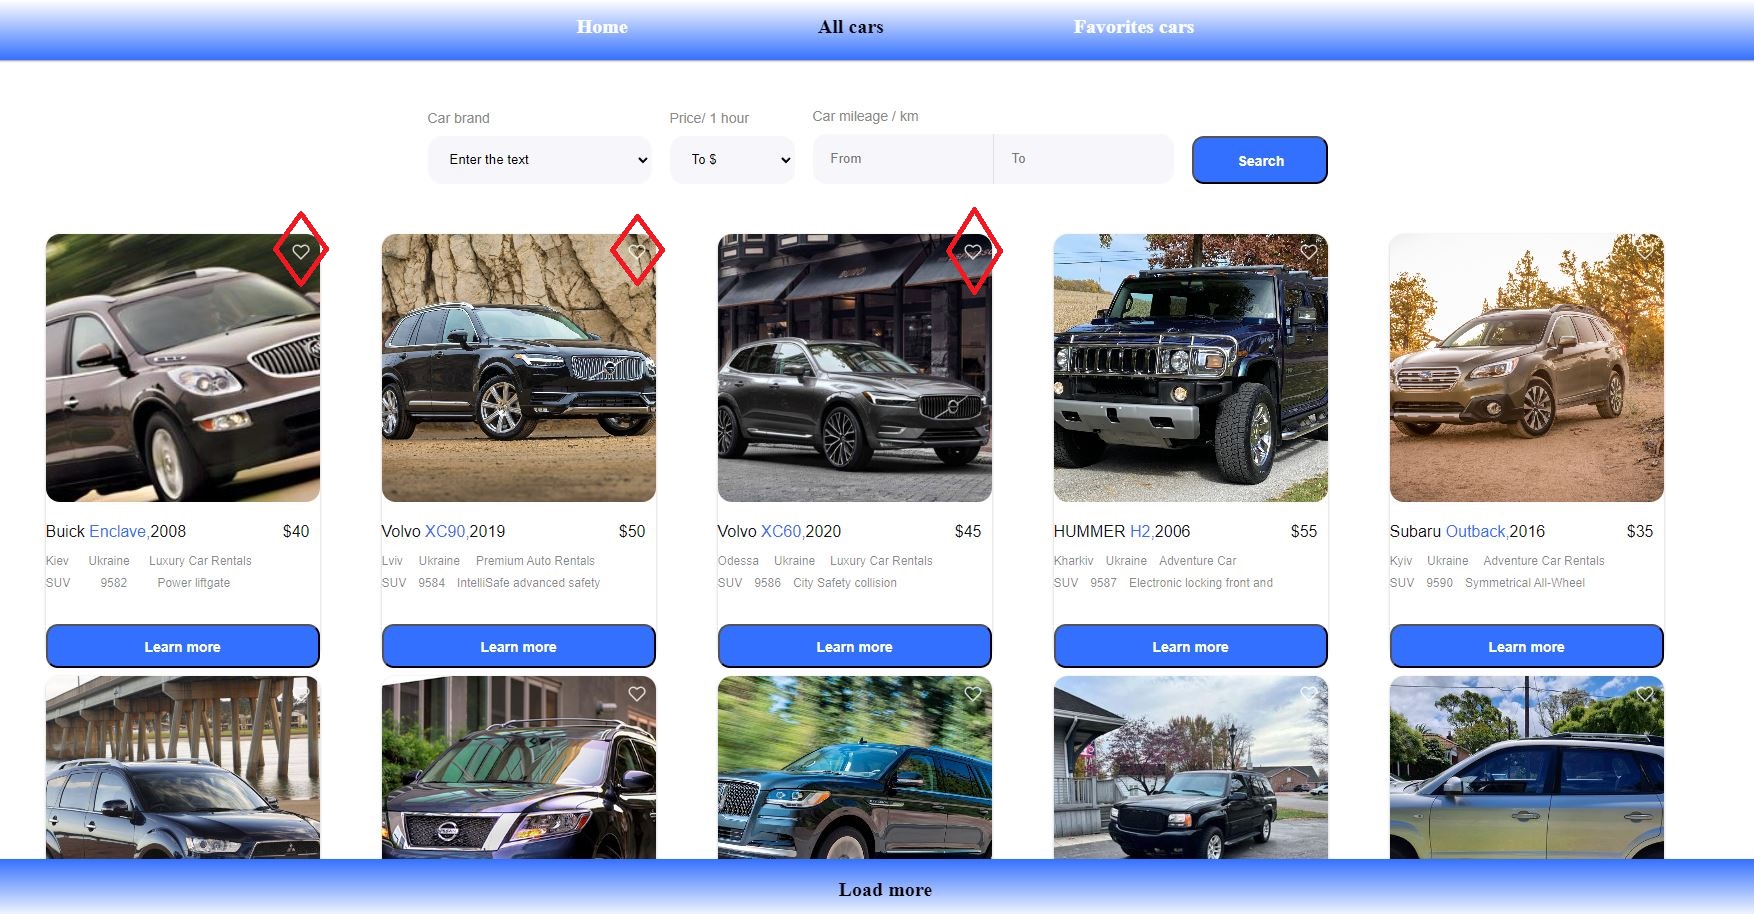 Home All cars Favorites cars
Car brand Price/ 1 hour Car mileage / km
Enter the text To $ From To Search
Buick Enclave,2008 $40
Kiev Ukraine Luxury Car Rentals
SUV 9582 Power liftgate
Learn more
Volvo XC90,2019 $50
Lviv Ukraine Premium Auto Rentals
SUV 9584 IntelliSafe advanced safety
Learn more
Volvo XC60,2020 $45
Odessa Ukraine Luxury Car Rentals
SUV 9586 City Safety collision
Learn more
HUMMER H2,2006 $55
Kharkiv Ukraine Adventure Car
SUV 9587 Electronic locking front and
Learn more
Subaru Outback,2016 $35
Kyiv Ukraine Adventure Car Rentals
SUV 9590 Symmetrical All-Wheel
Learn more
Load more